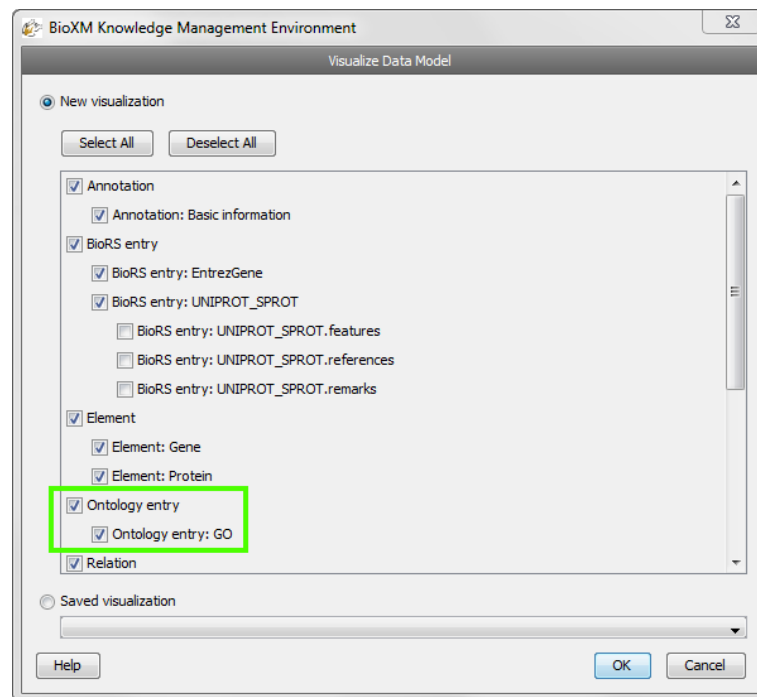 BioXM Knowledge Management Environment
Visualize Data Model
New visualization
Select All Deselect All
Annotation
Annotation: Basic information
BioRS entry
BioRS entry: EntrezGene
BioRS entry: UNIPROT_SPROT
BioRS entry: UNIPROT_SPROT.features
BioRS entry: UNIPROT_SPROT.references
BioRS entry: UNIPROT_SPROT.remarks
Element
Element: Gene
Element: Protein
Ontology entry
Ontology entry: GO
Relation
Saved visualization
Help OK Cancel